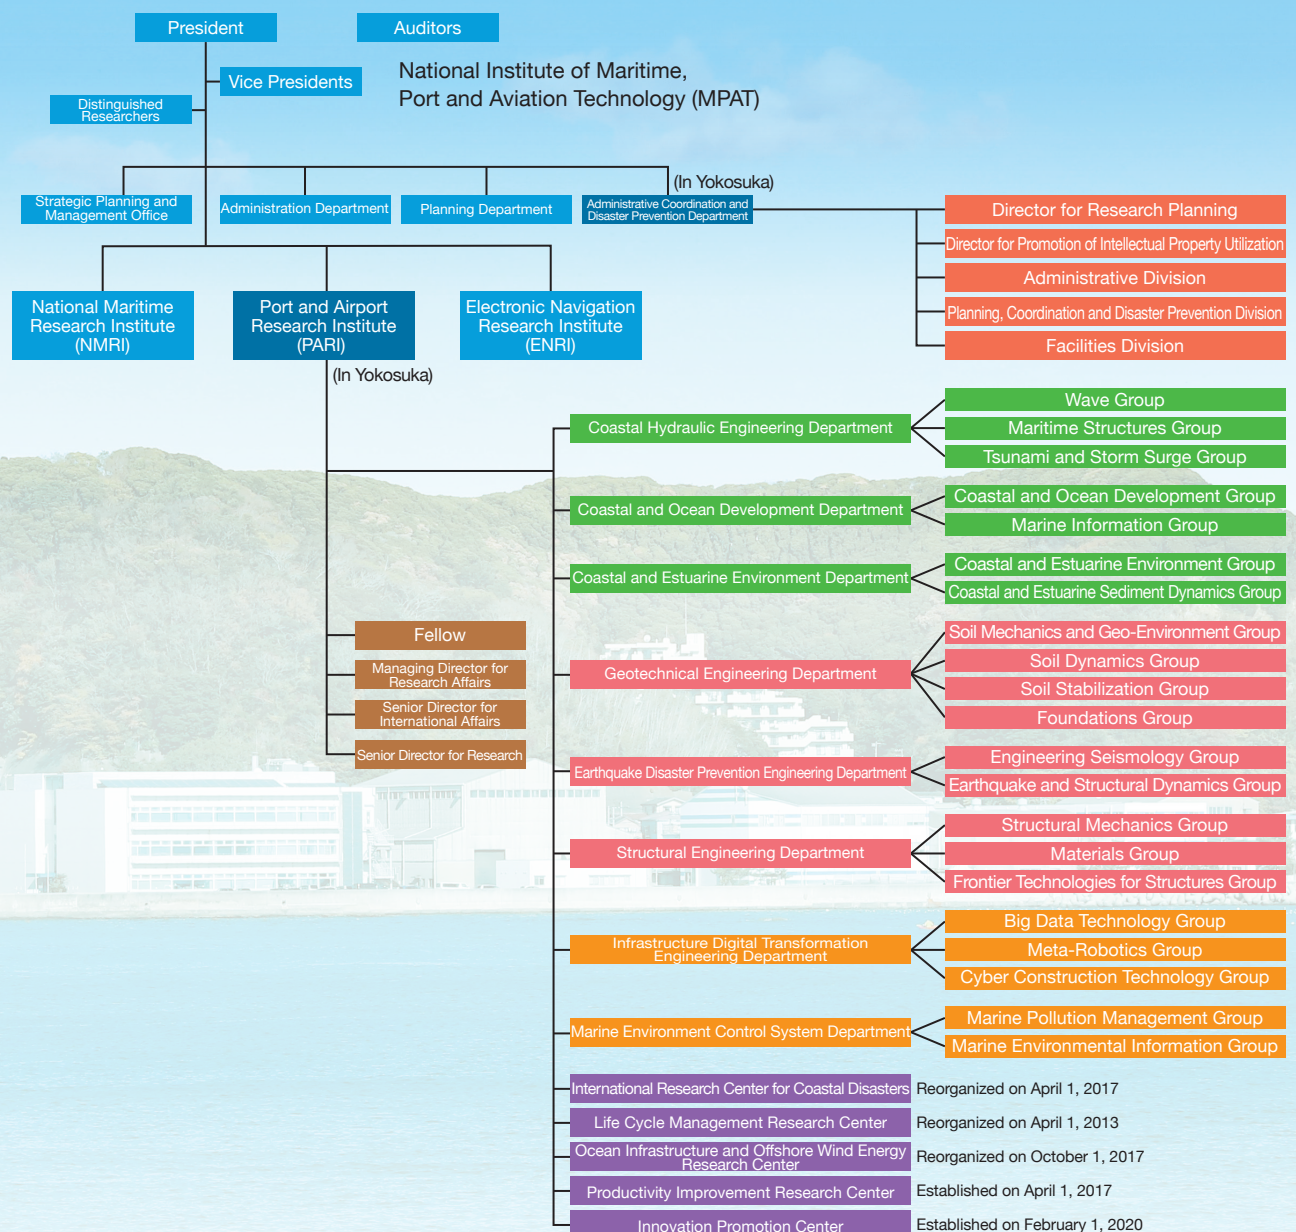 President
Auditors
Vice Presidents
National Institute of Maritime,
Port and Aviation Technology (MPAT)
Distinguished
Researchers
(In Yokosuka)
Strategic Planning and
Management Office
Administration Department
Planning Department
Administrative Coordination and
Disaster Prevention Department
Director for Research Planning
Director for Promotion of Intellectual Property Utilization
Administrative Division
Planning, Coordination and Disaster Prevention Division
Facilities Division
National Maritime
Research Institute
(NMRI)
Port and Airport
Research Institute
(PARI)
Electronic Navigation
Research Institute
(ENRI)
(In Yokosuka)
Coastal Hydraulic Engineering Department
Wave Group
Maritime Structures Group
Tsunami and Storm Surge Group
Coastal and Ocean Development Department
Coastal and Ocean Development Group
Marine Information Group
Coastal and Estuarine Environment Department
Coastal and Estuarine Environment Group
Coastal and Estuarine Sediment Dynamics Group
Fellow
Managing Director for
Research Affairs
Senior Director for
International Affairs
Senior Director for Research
Geotechnical Engineering Department
Soil Mechanics and Geo-Environment Group
Soil Dynamics Group
Soil Stabilization Group
Foundations Group
Earthquake Disaster Prevention Engineering Department
Engineering Seismology Group
Earthquake and Structural Dynamics Group
Structural Engineering Department
Structural Mechanics Group
Materials Group
Frontier Technologies for Structures Group
Infrastructure Digital Transformation
Engineering Department
Big Data Technology Group
Meta-Robotics Group
Cyber Construction Technology Group
Marine Environment Control System Department
Marine Pollution Management Group
Marine Environmental Information Group
International Research Center for Coastal Disasters
Reorganized on April 1, 2017
Life Cycle Management Research Center
Reorganized on April 1, 2013
Ocean Infrastructure and Offshore Wind Energy
Research Center
Reorganized on October 1, 2017
Productivity Improvement Research Center
Established on April 1, 2017
Innovation Promotion Center
Established on February 1, 2020